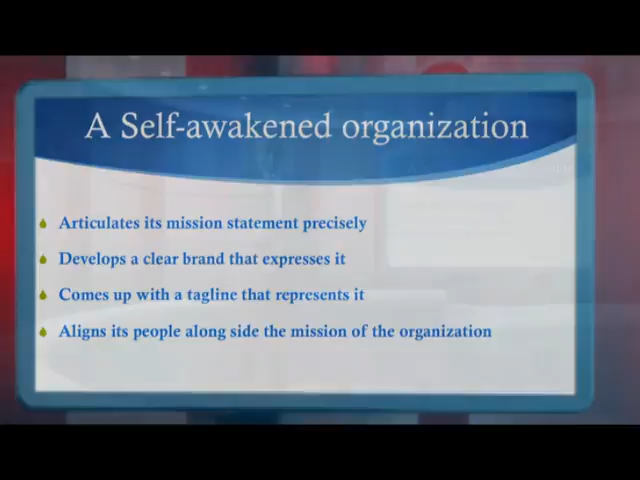 A Self-awakened organization
Articulates its mission statement precisely
Develops a clear brand that expresses it
Comes up with a tagline that represents it
Aligns its people along side the mission of the organization